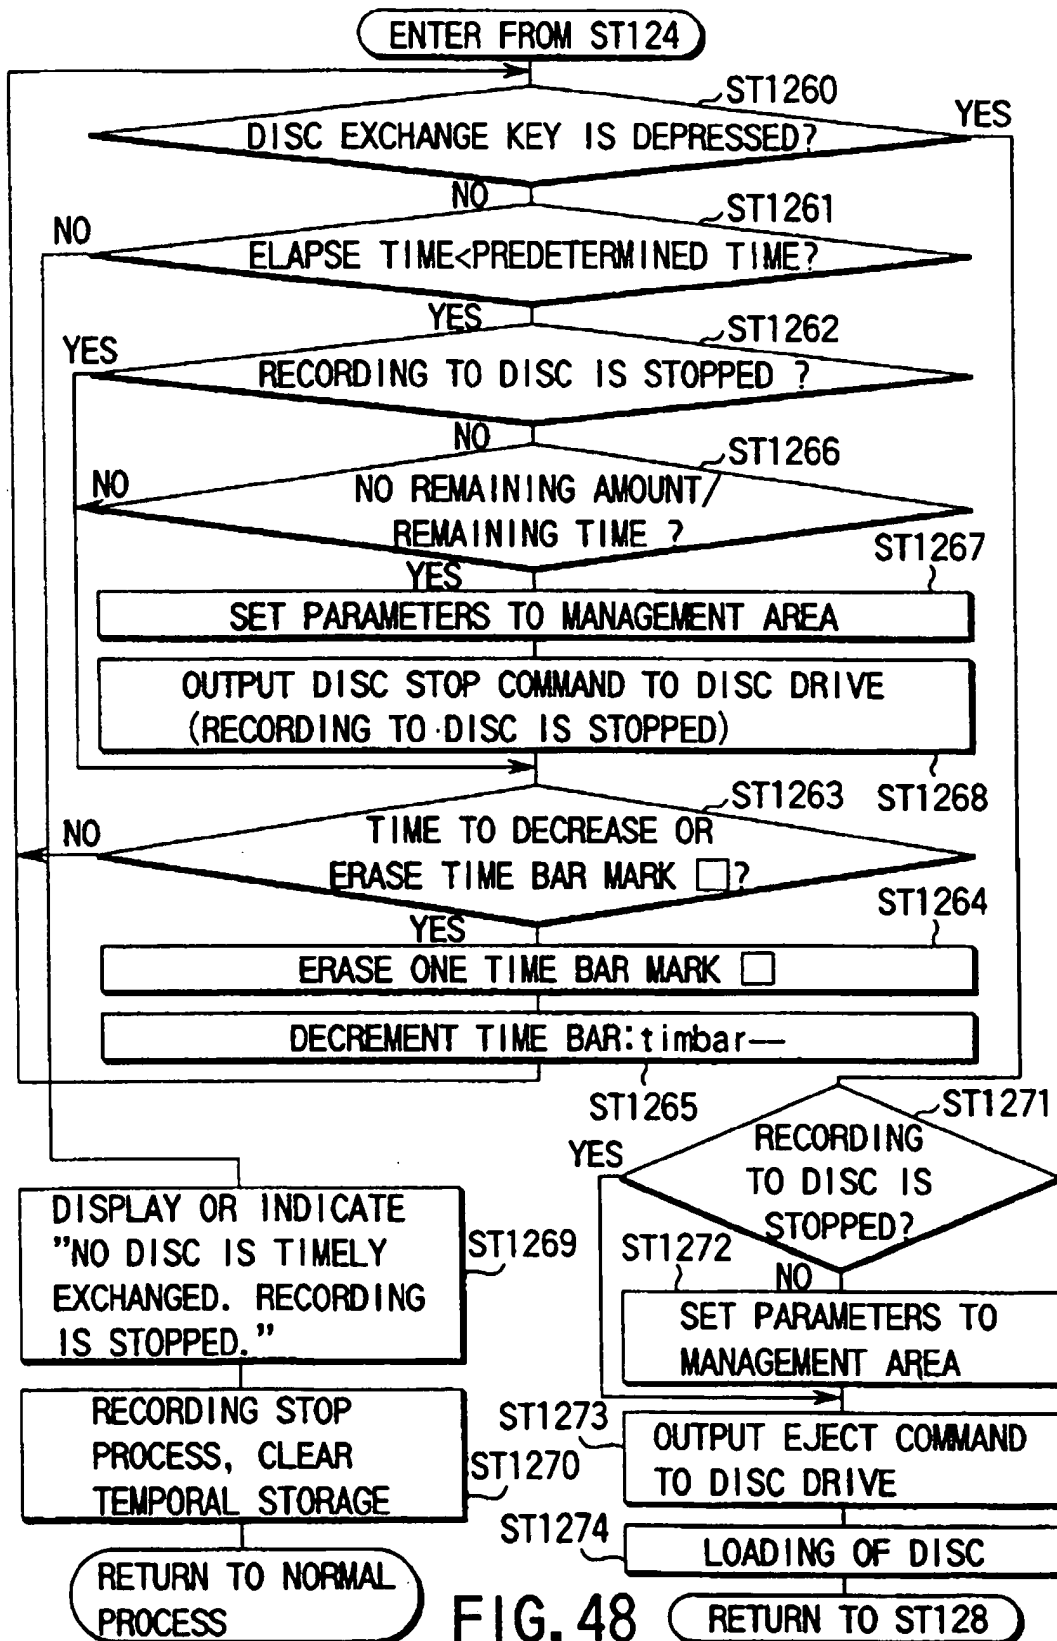 ENTER FROM ST124
ST1260
DISC EXCHANGE KEY IS DEPRESSED?
YES
NO
ST1261
NO
ELAPSE TIME<PREDETERMINED TIME?
YES
ST1262
YES
RECORDING TO DISC IS STOPPED ?
NO
ST1266
NO
NO REMAINING AMOUNT/
REMAINING TIME ?
YES
ST1267
SET PARAMETERS TO MANAGEMENT AREA
OUTPUT DISC STOP COMMAND TO DISC DRIVE
(RECORDING TO DISC IS STOPPED)
ST1268
ST1263
NO
TIME TO DECREASE OR
ERASE TIME BAR MARK □?
YES
ST1264
ERASE ONE TIME BAR MARK □
DECREMENT TIME BAR:timbar—
ST1265
ST1271
YES
RECORDING
TO DISC IS
STOPPED?
NO
ST1272
SET PARAMETERS TO
MANAGEMENT AREA
ST1273
OUTPUT EJECT COMMAND
TO DISC DRIVE
ST1274
LOADING OF DISC
RETURN TO ST128
DISPLAY OR INDICATE
"NO DISC IS TIMELY
EXCHANGED. RECORDING
IS STOPPED."
ST1269
RECORDING STOP
PROCESS, CLEAR
TEMPORAL STORAGE
ST1270
RETURN TO NORMAL
PROCESS
FIG. 48